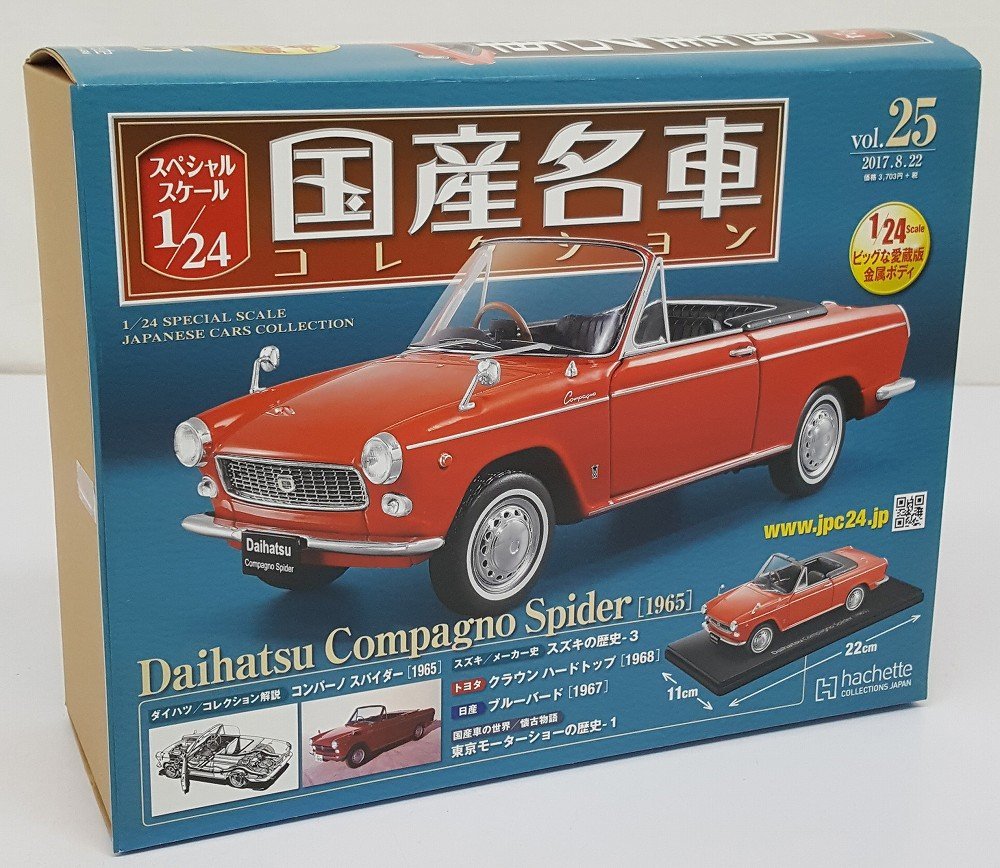 スペシャル
スケール
1/24
国産名車
コレクション
1/24 SPECIAL SCALE
JAPANESE CARS COLLECTION
vol.25
2017.8.22
価格 3,703円+税
1/24 Scale
ビッグな愛蔵版
金属ボディ
Compagno
Daihatsu
Compagno Spider
www.jpc24.jp
Daihatsu Compagno Spider [1965]
ダイハツ/コレクション解説 コンパーノ スパイダー [1965]
スズキ/メーカー史 スズキの歴史-3
トヨタ クラウン ハードトップ [1968]
日産 ブルーバード [1967]
国産車の世界/懐古物語
東京モーターショーの歴史-1
Daihatsu Compagno Spider
11cm
22cm
hachette
COLLECTIONS JAPAN